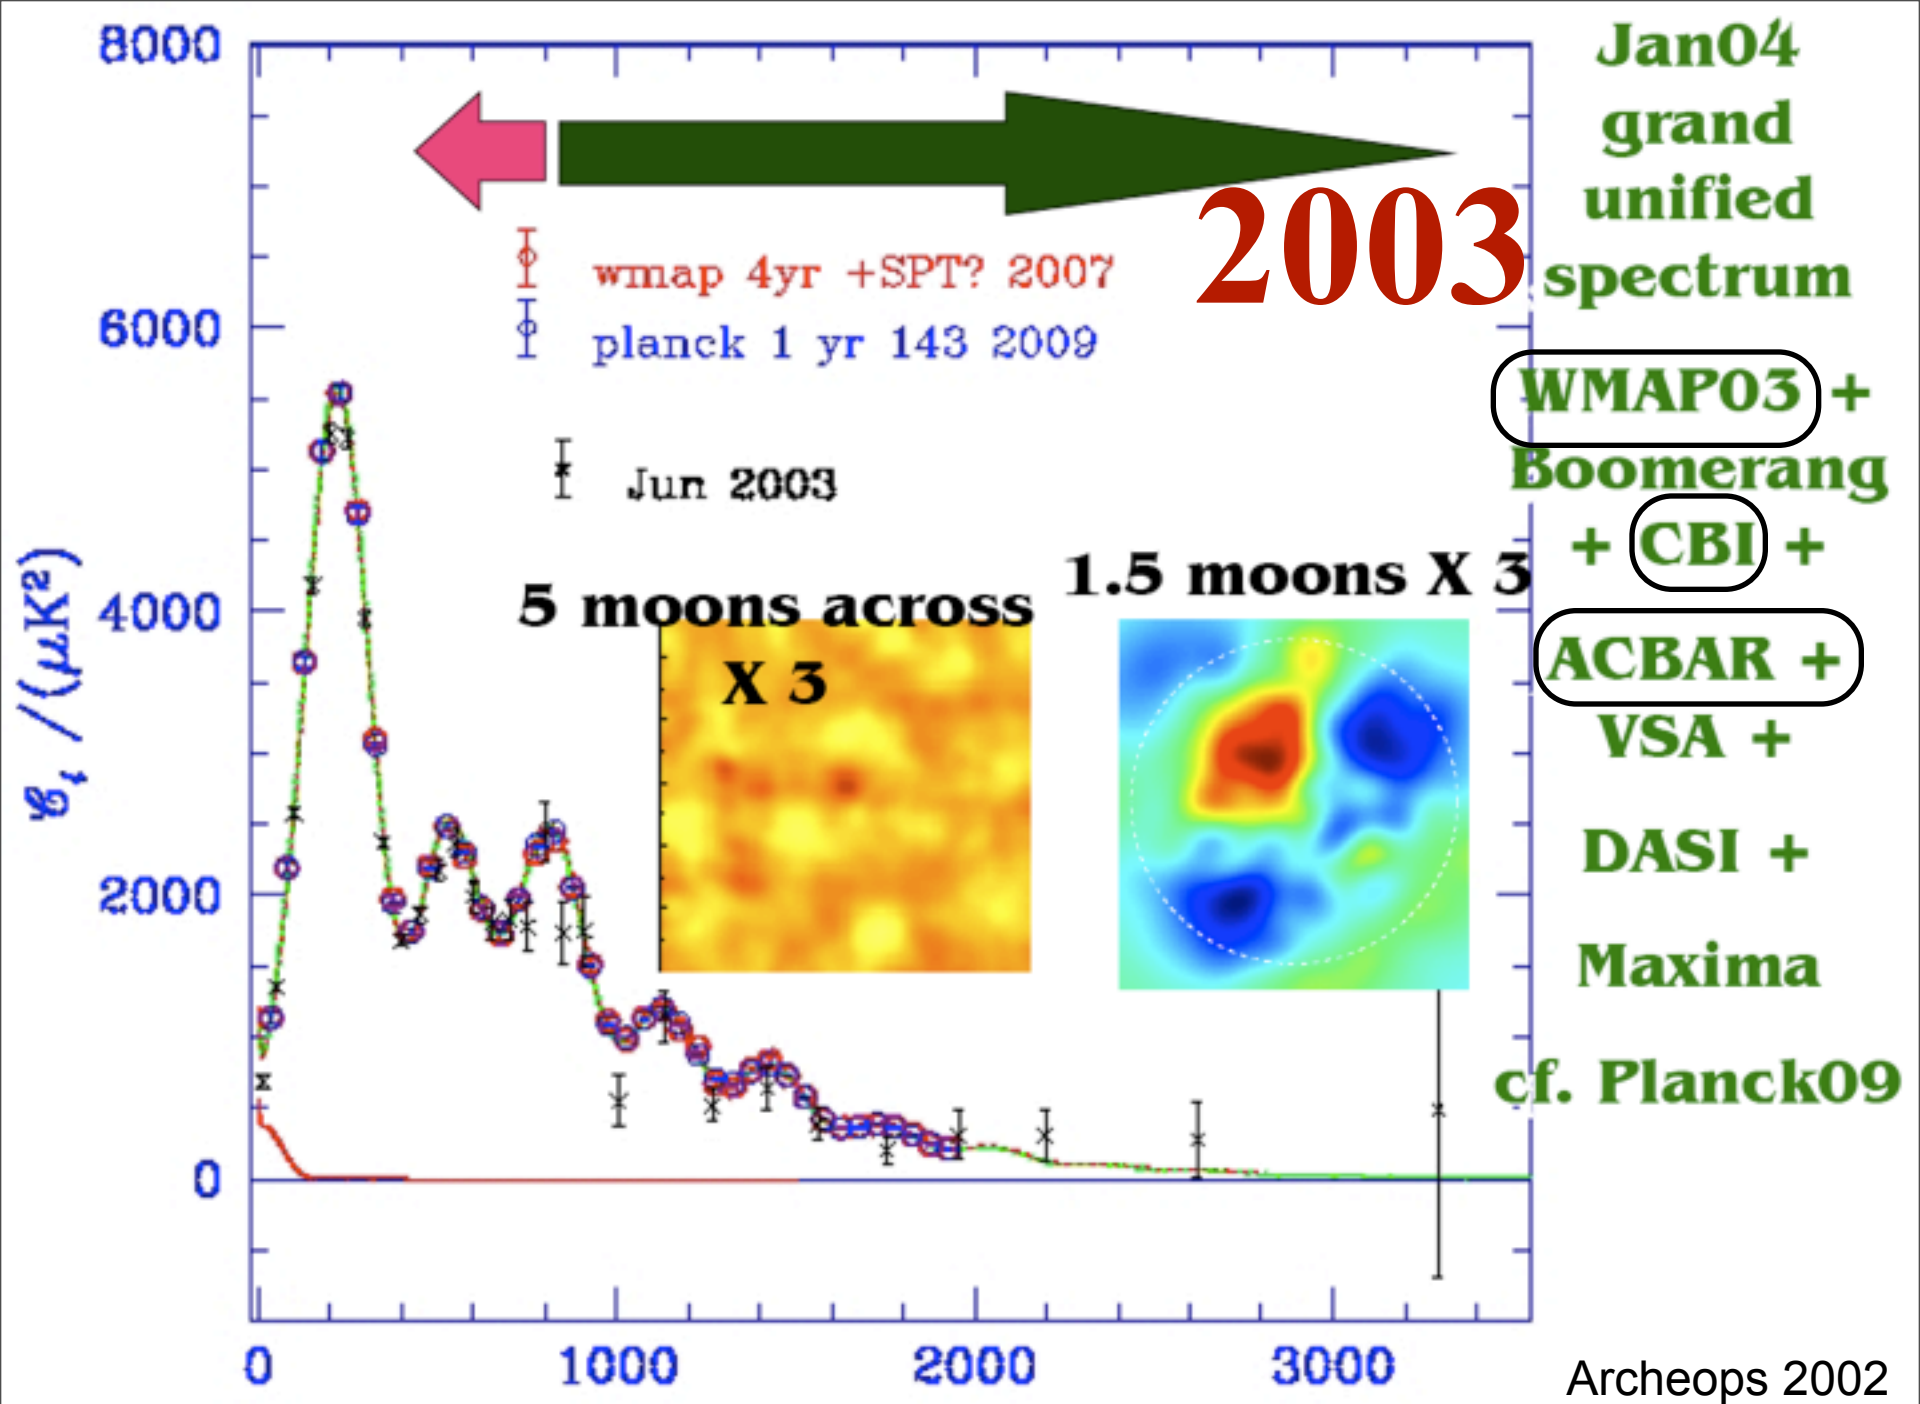 8000
6000
4000
2000
0
𝒞ℓ /(μK²)
0
1000
2000
3000
2003
wmap 4yr +SPT? 2007
planck 1 yr 143 2009
Jun 2003
5 moons across
X 3
1.5 moons X 3
Jan04
grand
unified
spectrum
WMAP03 +
Boomerang
+ CBI +
ACBAR +
VSA +
DASI +
Maxima
cf. Planck09
Archeops 2002